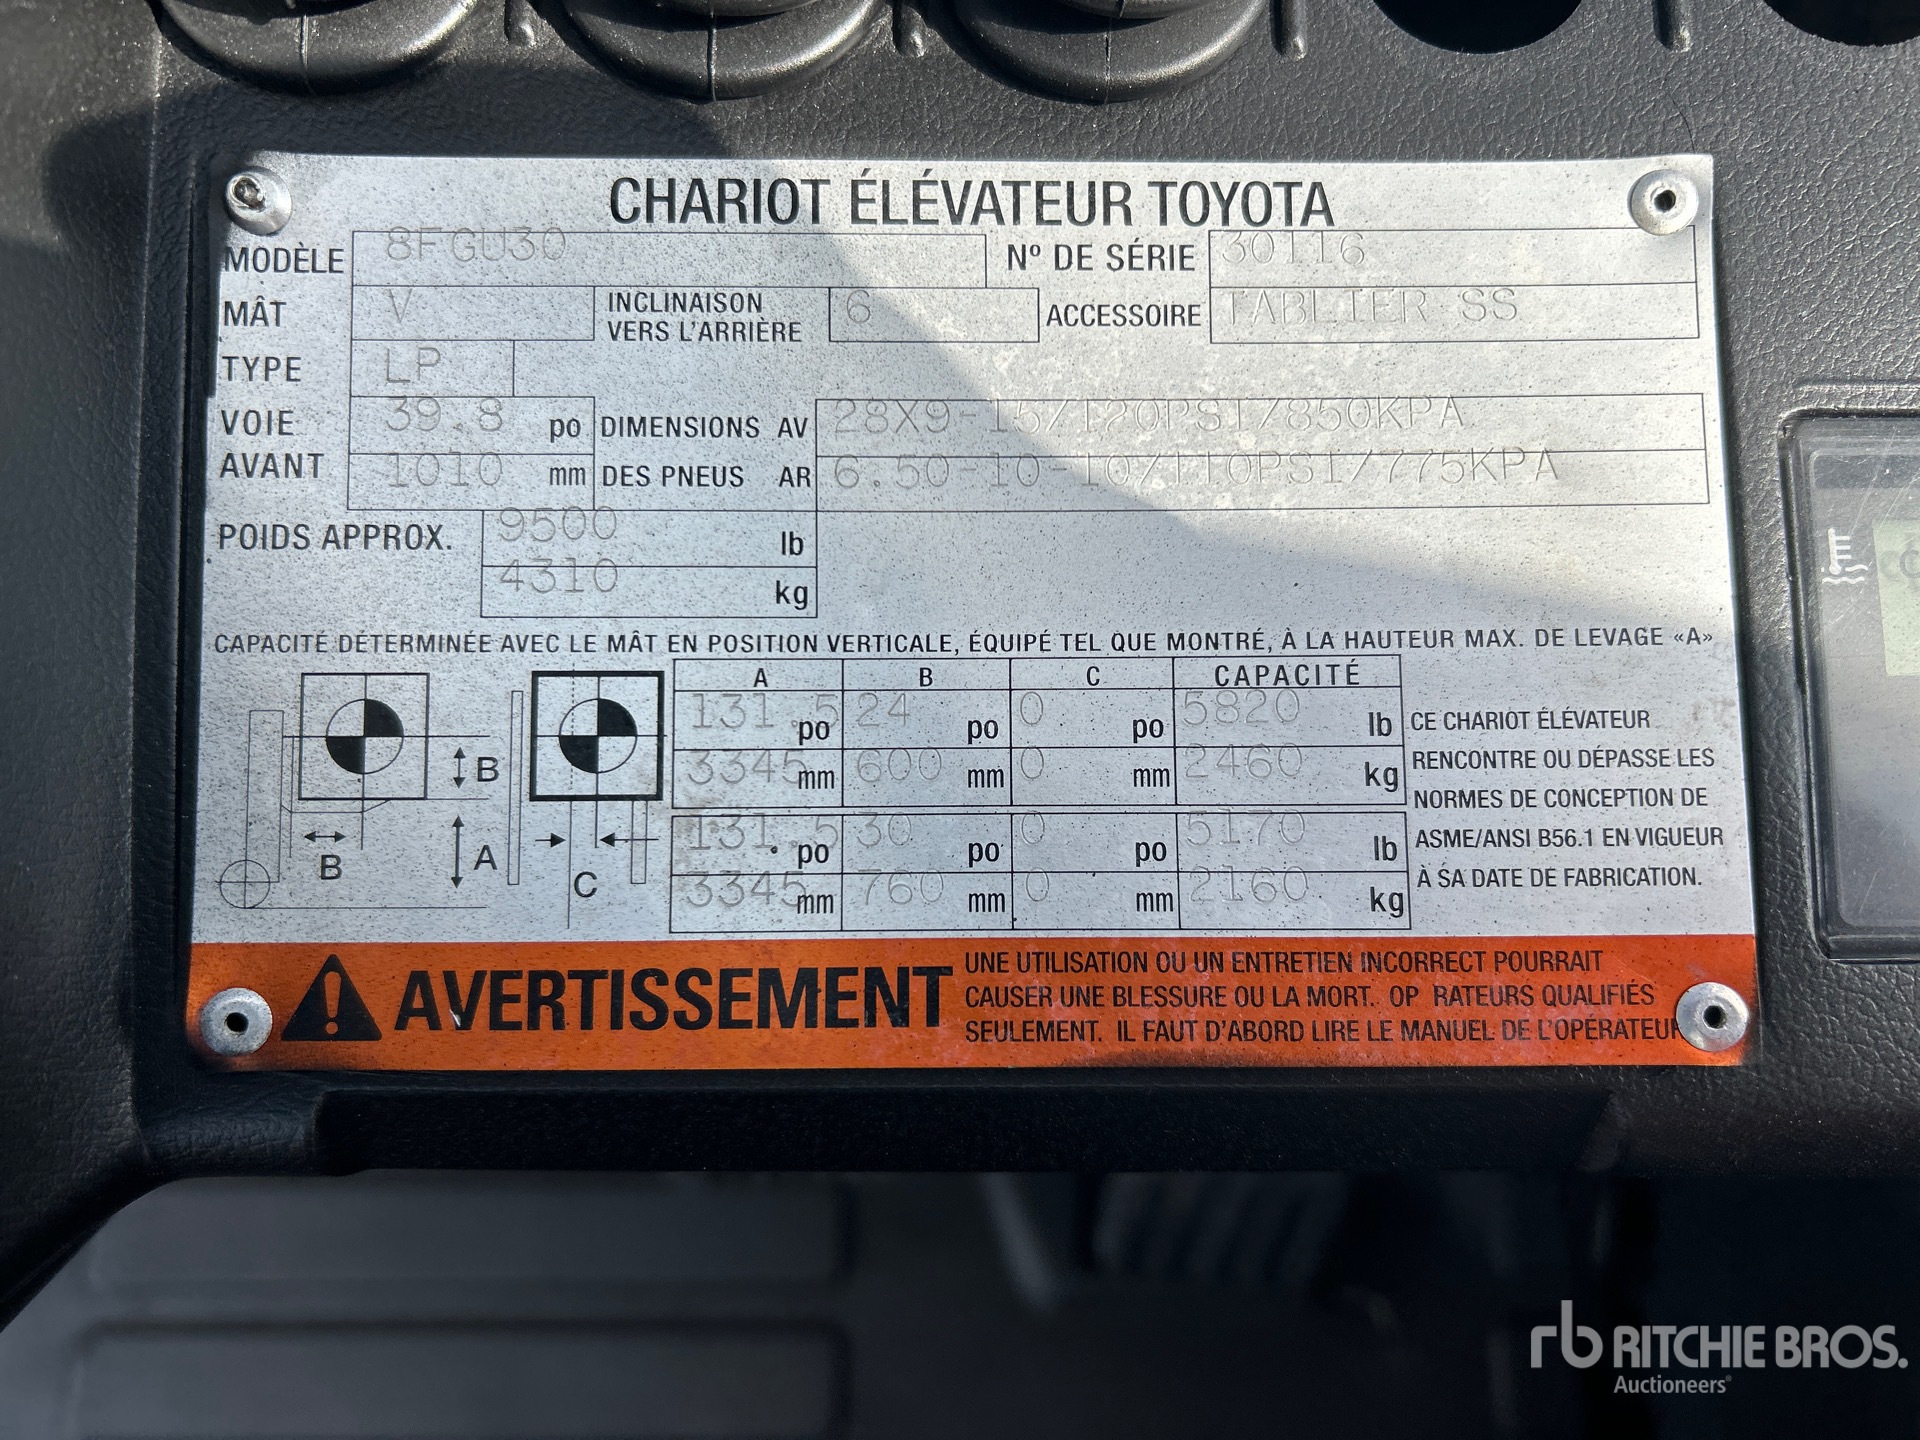 CHARIOT ÉLÉVATEUR TOYOTA
MODÈLE 8FGU30 Nº DE SÉRIE 30116
MÂT V INCLINAISON VERS L'ARRIÈRE 6 ACCESSOIRE TABLIER SS
TYPE LP
VOIE AVANT 39.8 po DIMENSIONS DES PNEUS AV 28X9-15/120PSI/850KPA
1010 mm AR 6.50 10-10/110PSI/775KPA
POIDS APPROX. 9500 lb
4310 kg
CAPACITÉ DÉTERMINÉE AVEC LE MÂT EN POSITION VERTICALE, ÉQUIPÉ TEL QUE MONTRÉ, À LA HAUTEUR MAX. DE LEVAGE «A»
B
B
A
C
A B C CAPACITÉ
131.5 po 24 po 0 po 5820 lb
3345 mm 600 mm 0 mm 2460 kg
131.5 po 30 po 0 po 5170 lb
3345 mm 760 mm 0 mm 2160 kg
CE CHARIOT ÉLÉVATEUR
RENCONTRE OU DÉPASSE LES
NORMES DE CONCEPTION DE
ASME/ANSI B56.1 EN VIGUEUR
À SA DATE DE FABRICATION.
AVERTISSEMENT
UNE UTILISATION OU UN ENTRETIEN INCORRECT POURRAIT
CAUSER UNE BLESSURE OU LA MORT. OP RATEURS QUALIFIÉS
SEULEMENT. IL FAUT D'ABORD LIRE LE MANUEL DE L'OPÉRATEUR
rb RITCHIE BROS.
Auctioneers